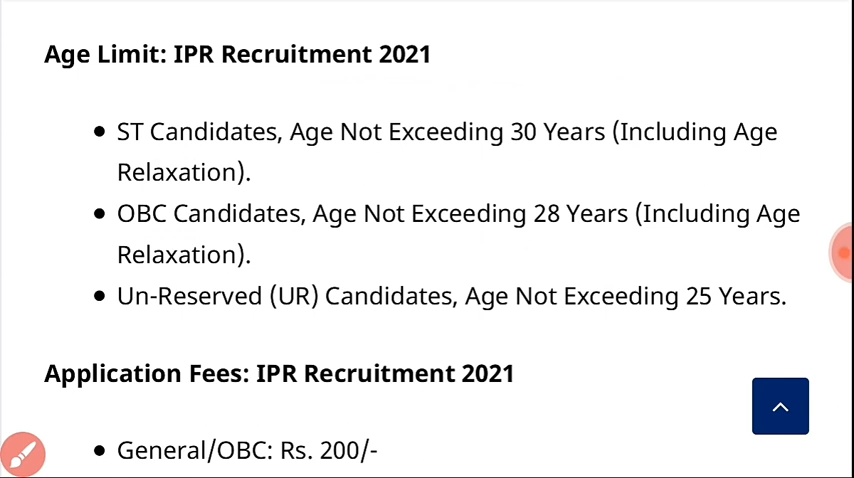 Age Limit: IPR Recruitment 2021
ST Candidates, Age Not Exceeding 30 Years (Including Age
Relaxation).
OBC Candidates, Age Not Exceeding 28 Years (Including Age
Relaxation).
Un-Reserved (UR) Candidates, Age Not Exceeding 25 Years.
Application Fees: IPR Recruitment 2021
General/OBC: Rs. 200/-